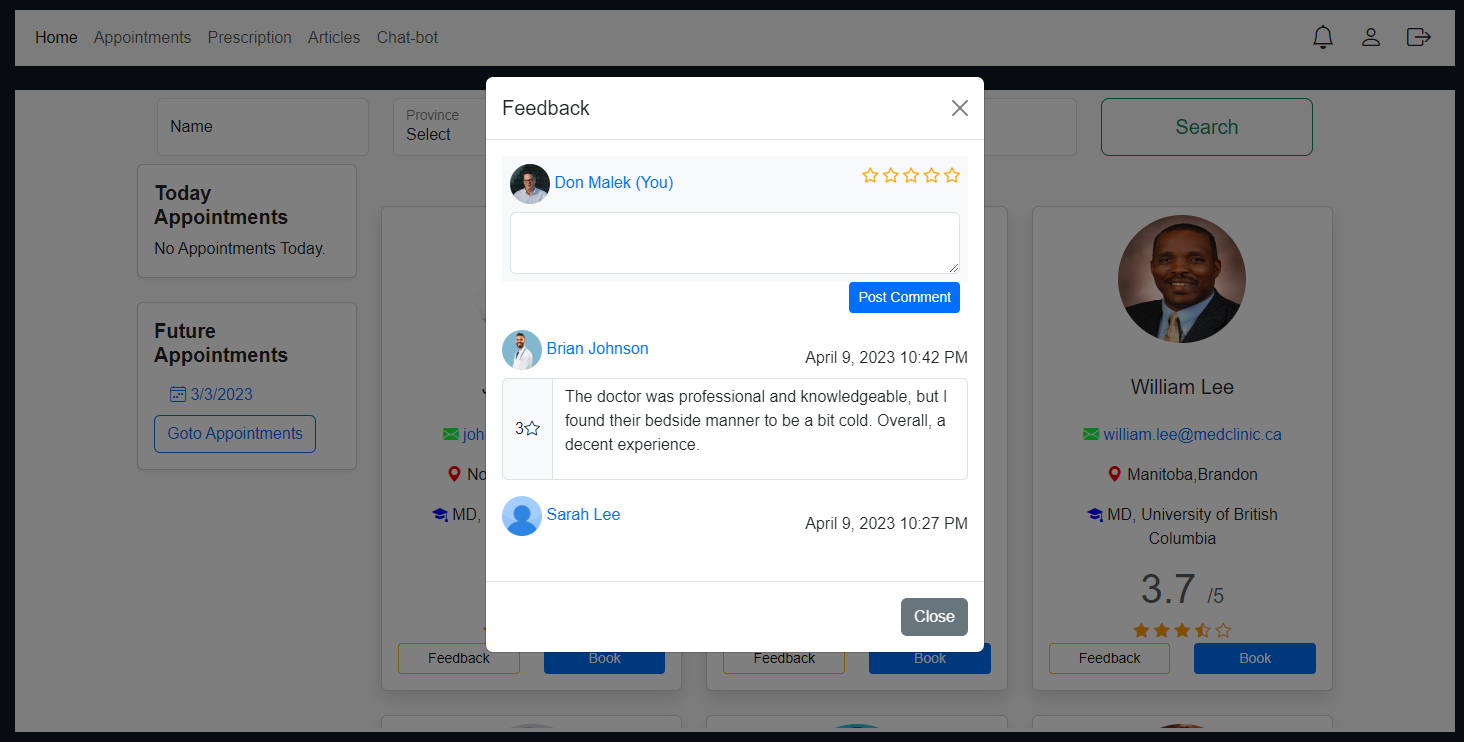 Home Appointments Prescription Articles Chat-bot
Name
Province
Select
Search
Today
Appointments
No Appointments Today.
Future
Appointments
3/3/2023
Goto Appointments
Feedback
Don Malek (You)
Post Comment
Brian Johnson
April 9, 2023 10:42 PM
3
The doctor was professional and knowledgeable, but I
found their bedside manner to be a bit cold. Overall, a
decent experience.
Sarah Lee
April 9, 2023 10:27 PM
Close
MD,
Feedback Book
Feedback Book
William Lee
william.lee@medclinic.ca
Manitoba,Brandon
MD, University of British
Columbia
3.7 /5
Feedback Book